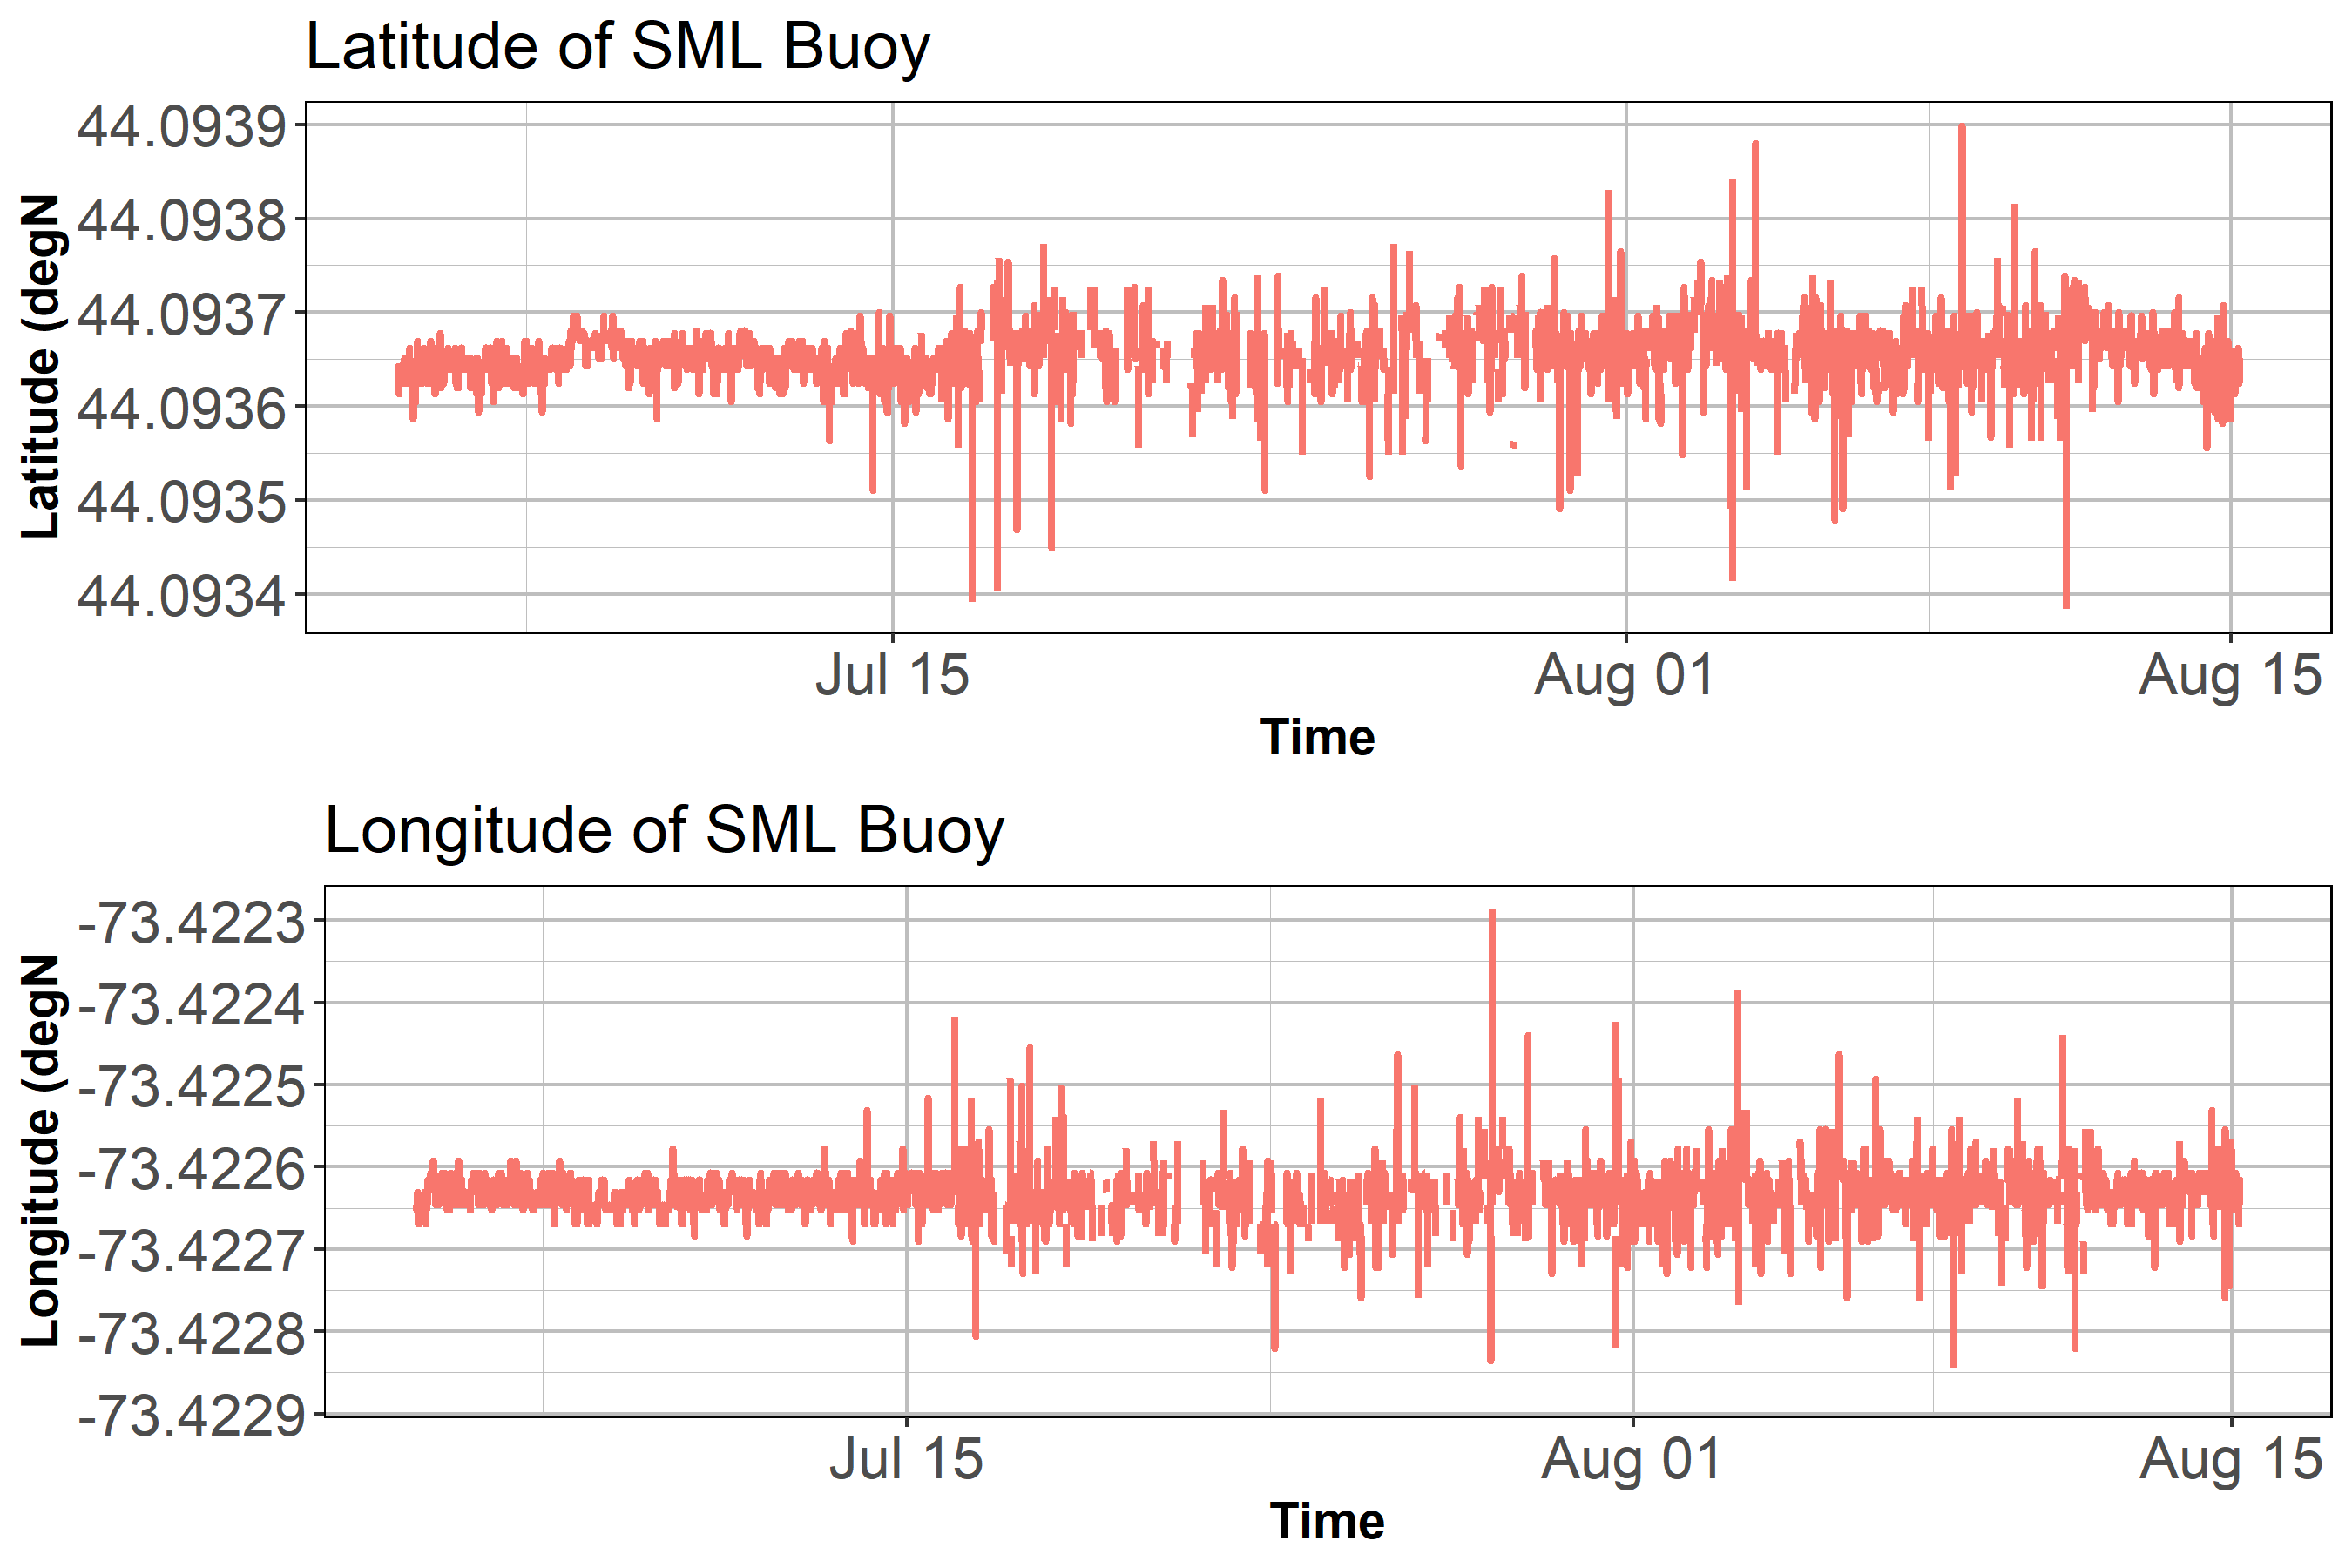 Latitude of SML Buoy
44.0939
44.0938
44.0937
44.0936
44.0935
44.0934
Latitude (degN
Jul 15 Aug 01 Aug 15
Time
Longitude of SML Buoy
-73.4223
-73.4224
-73.4225
-73.4226
-73.4227
-73.4228
-73.4229
Longitude (degN
Jul 15 Aug 01 Aug 15
Time